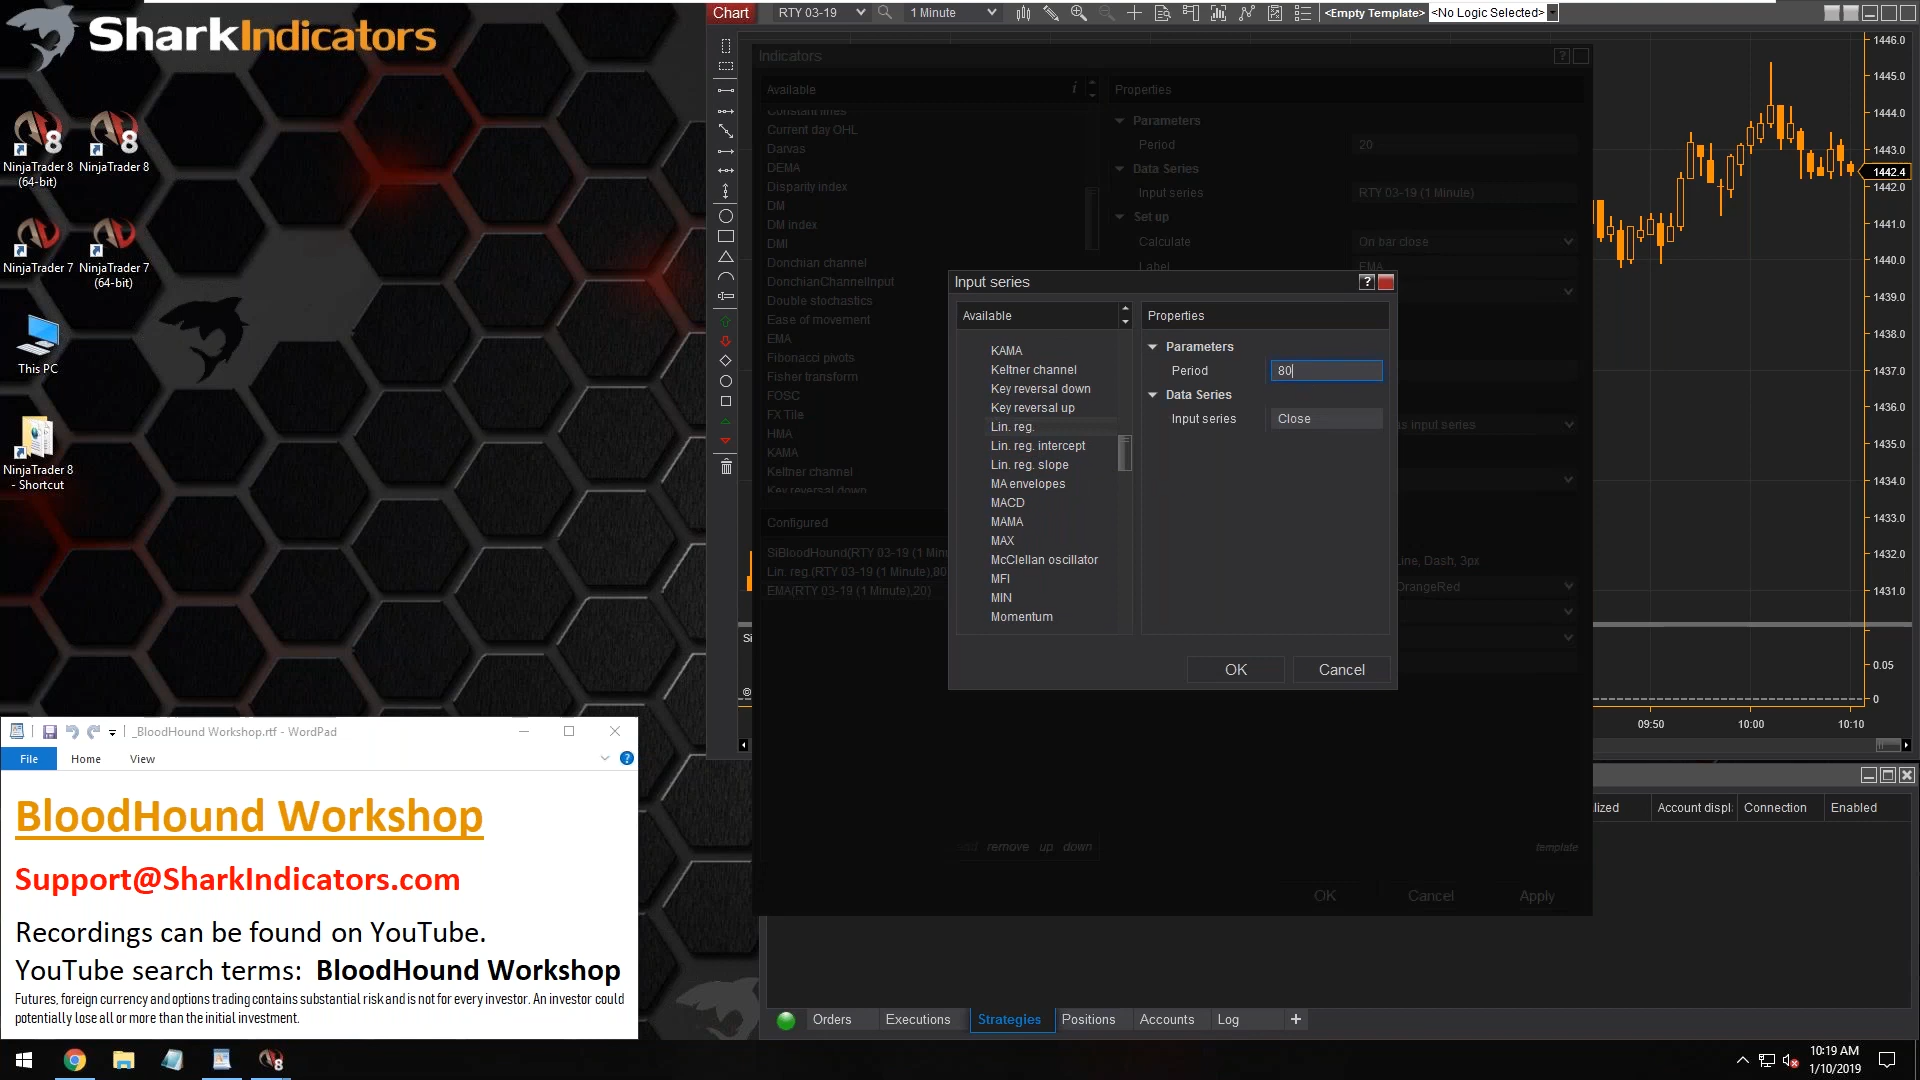 SharkIndicators
NinjaTrader 8
(64-bit)
NinjaTrader 8
NinjaTrader 7
NinjaTrader 7
(64-bit)
This PC
NinjaTrader 8
- Shortcut
Chart
RTY 03-19
1 Minute
<Empty Template>
<No Logic Selected>
Indicators
?
Available
i
Constant lines
Current day OHL
Darvas
DEMA
Disparity index
DM
DM index
DMI
Donchian channel
DonchianChannelInput
Double stochastics
Ease of movement
EMA
Fibonacci pivots
Fisher transform
FOSC
FX Tile
HMA
KAMA
Keltner channel
Key reversal down
Configured
SiBloodHound(RTY 03-19 (1 Min
Lin. reg.(RTY 03-19 (1 Minute),80
EMA(RTY 03-19 (1 Minute),20)
remove up down
Properties
Parameters
Period 20
Data Series
Input series RTY 03-19 (1 Minute)
Set up
Calculate On bar close
Label EMA
as input series
Line, Dash, 3px
OrangeRed
template
OK Cancel Apply
Input series
?
Available
KAMA
Keltner channel
Key reversal down
Key reversal up
Lin. reg.
Lin. reg. intercept
Lin. reg. slope
MA envelopes
MACD
MAMA
MAX
McClellan oscillator
MFI
MIN
Momentum
Properties
Parameters
Period 80
Data Series
Input series Close
OK Cancel
1446.0
1445.0
1444.0
1443.0
1442.4
1442.0
1441.0
1440.0
1439.0
1438.0
1437.0
1436.0
1435.0
1434.0
1433.0
1432.0
1431.0
Si
0.05
0
©
09:50 10:00 10:10
lized Account displ Connection Enabled
Orders Executions Strategies Positions Accounts Log +
_BloodHound Workshop.rtf - WordPad
File Home View
?
BloodHound Workshop
Support@SharkIndicators.com
Recordings can be found on YouTube.
YouTube search terms: BloodHound Workshop
Futures, foreign currency and options trading contains substantial risk and is not for every investor. An investor could
potentially lose all or more than the initial investment.
8
10:19 AM
1/10/2019